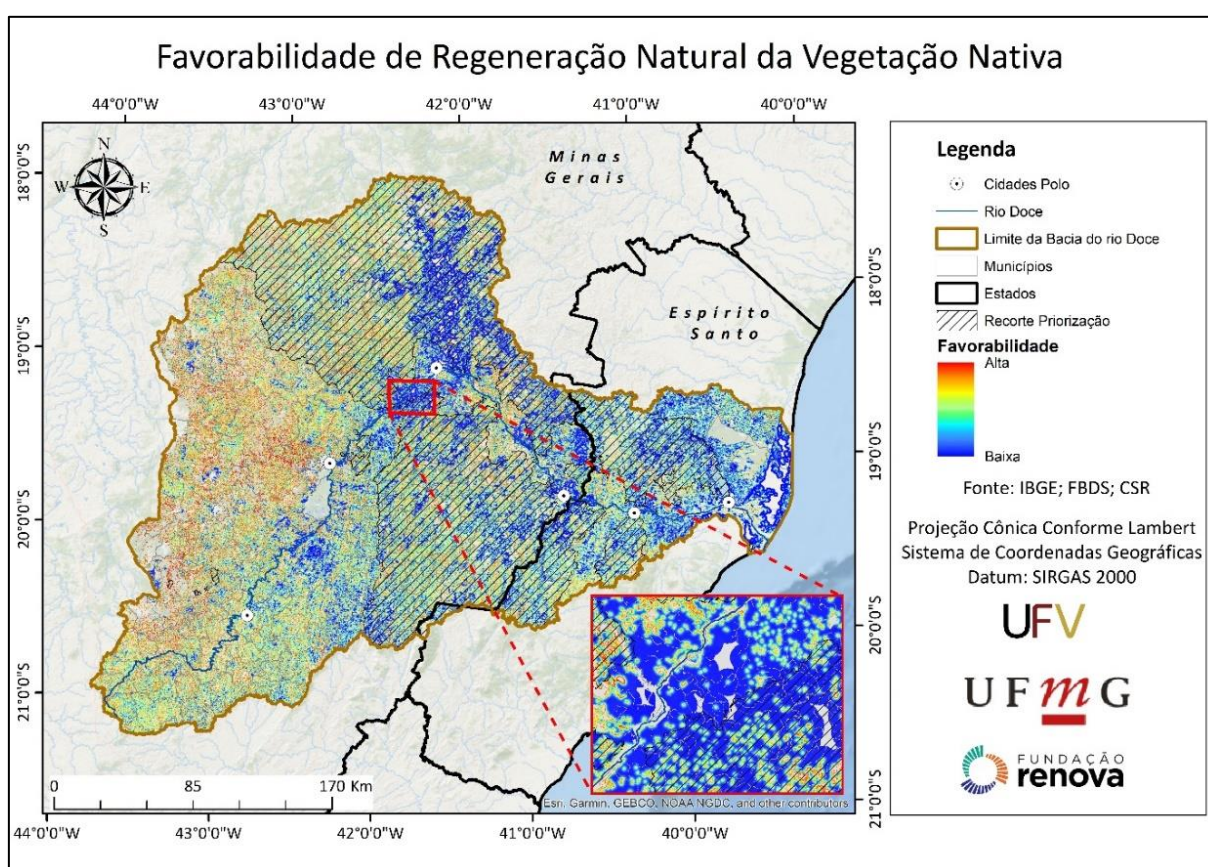 Favorabilidade de Regeneração Natural da Vegetação Nativa
44°0'0"W 43°0'0"W 42°0'0"W 41°0'0"W 40°0'0"W
18°0'0"S
19°0'0"S
20°0'0"S
21°0'0"S
N
W E
S
Minas
Gerais
Espírito
Santo
18°0'0"S
19°0'0"S
20°0'0"S
21°0'0"S
0 85 170 Km
Esri, Garmin, GEBCO, NOAA NGDC, and other contributors
44°0'0"W 43°0'0"W 42°0'0"W 41°0'0"W 40°0'0"W
Legenda
Cidades Polo
Rio Doce
Limite da Bacia do rio Doce
Municípios
Estados
Recorte Priorização
Favorabilidade
Alta
Baixa
Fonte: IBGE; FBDS; CSR
Projeção Cônica Conforme Lambert
Sistema de Coordenadas Geográficas
Datum: SIRGAS 2000
UFV
UFmG
FUNDAÇÃO
renova